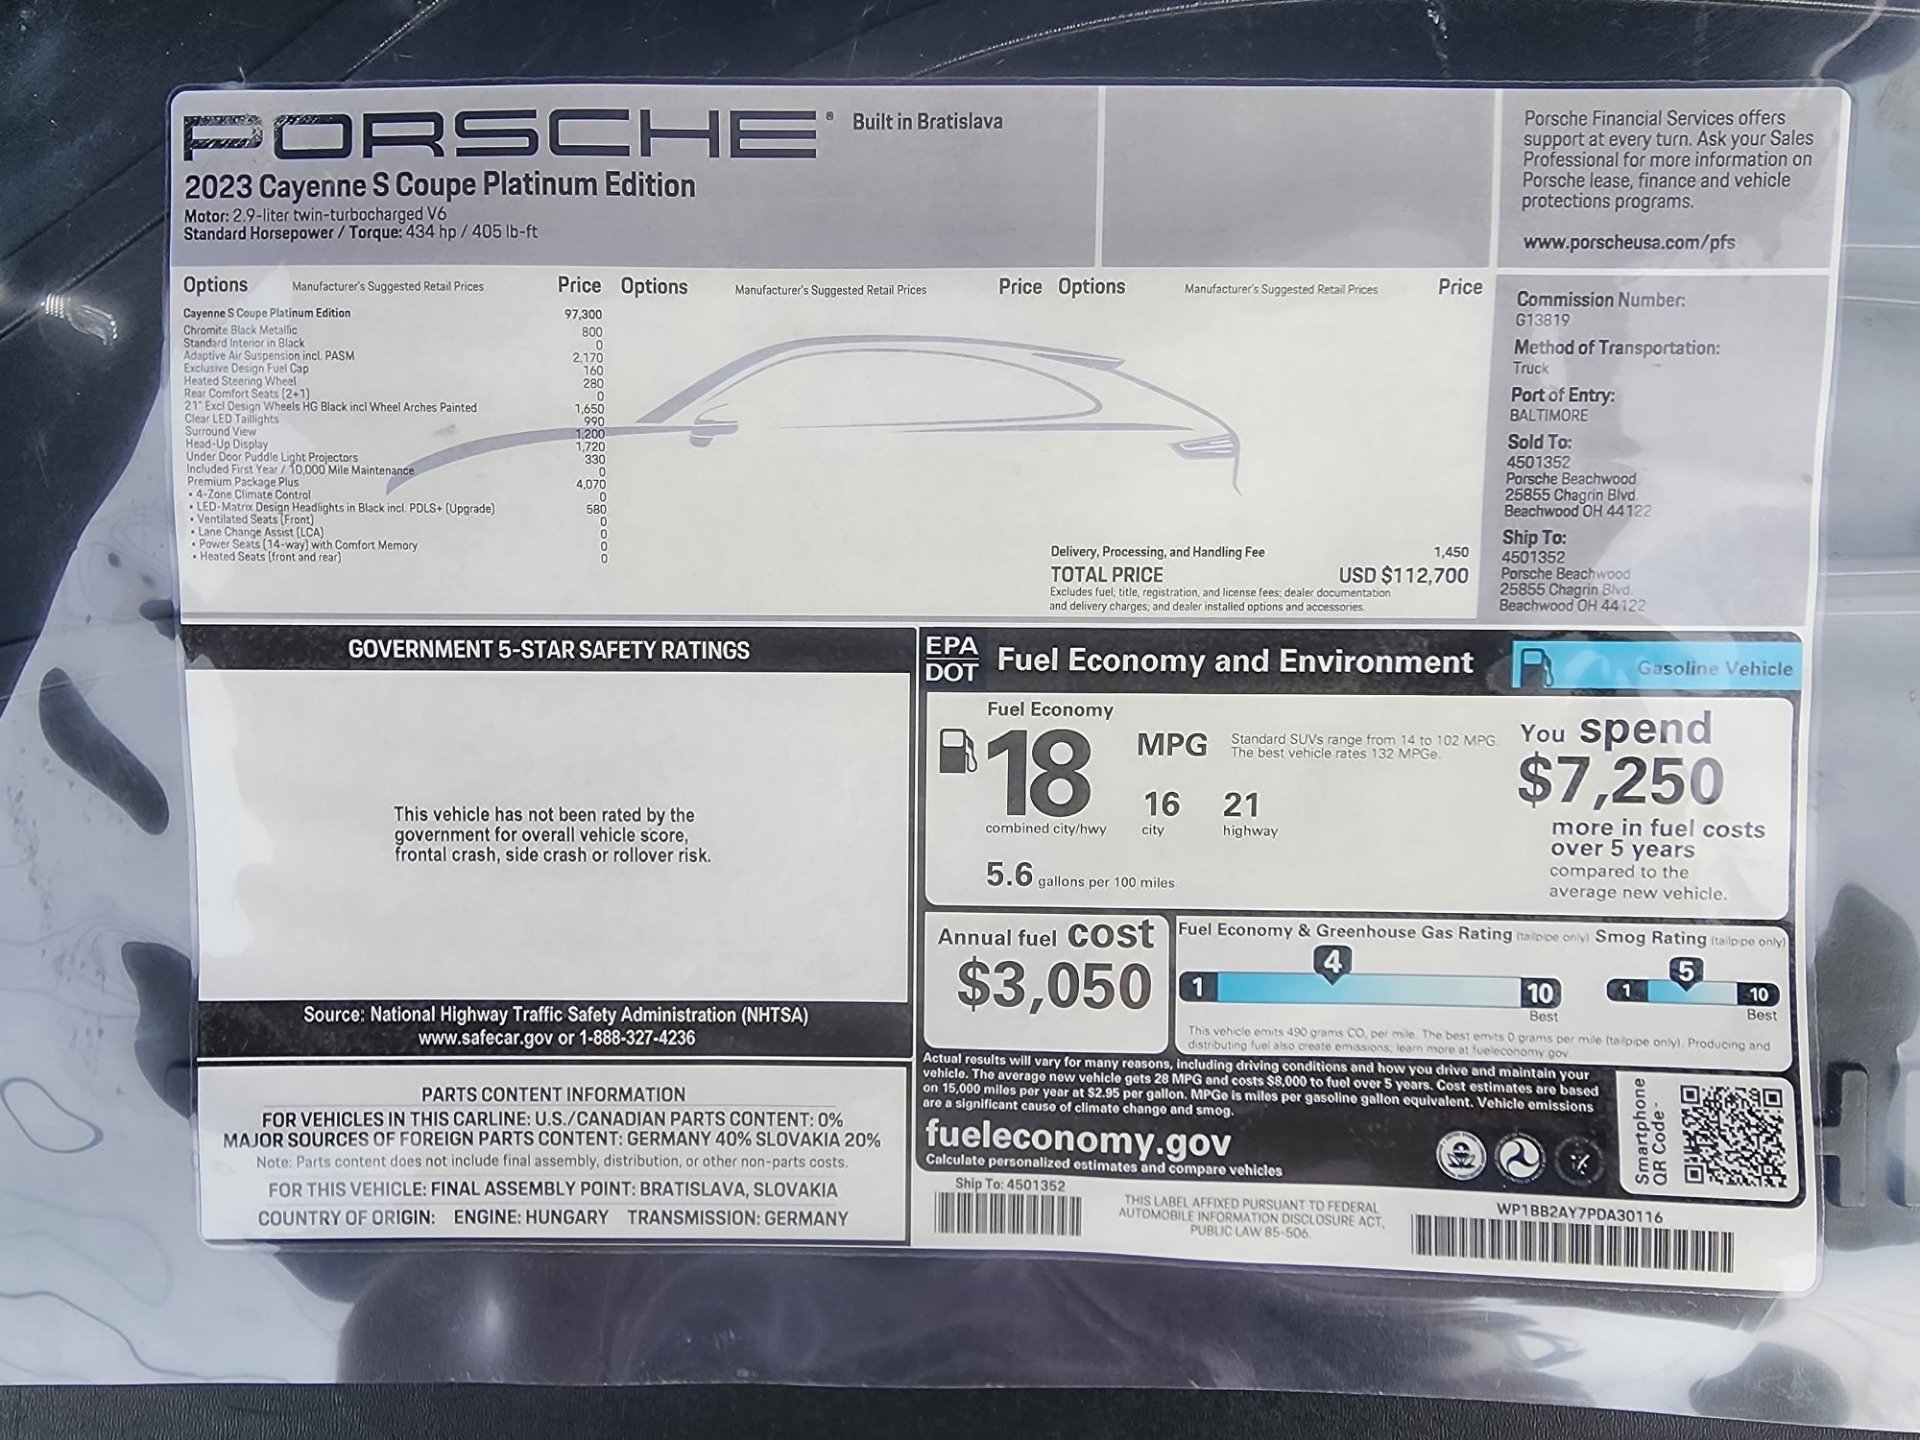 PORSCHE® Built in Bratislava
2023 Cayenne S Coupe Platinum Edition
Motor: 2.9-liter twin-turbocharged V6
Standard Horsepower / Torque: 434 hp / 405 lb-ft
Porsche Financial Services offers
support at every turn. Ask your Sales
Professional for more information on
Porsche lease, finance and vehicle
protections programs.
www.porscheusa.com/pfs
Options Manufacturer's Suggested Retail Prices Price Options Manufacturer's Suggested Retail Prices Price Options Manufacturer's Suggested Retail Prices Price
Cayenne S Coupe Platinum Edition 97,300
Chromite Black Metallic 800
Standard Interior in Black 0
Adaptive Air Suspension incl. PASM 2,170
Exclusive Design Fuel Cap 160
Heated Steering Wheel 280
Rear Comfort Seats (2+1) 0
21" Excl Design Wheels HG Black incl Wheel Arches Painted 1,650
Clear LED Taillights 990
Surround View 1,200
Head-Up Display 1,720
Under Door Puddle Light Projectors 330
Included First Year / 10,000 Mile Maintenance 0
Premium Package Plus 4,070
• 4-Zone Climate Control 0
• LED-Matrix Design Headlights in Black incl. PDLS+ (Upgrade) 580
• Ventilated Seats (Front) 0
• Lane Change Assist (LCA) 0
• Power Seats (14-way) with Comfort Memory 0
• Heated Seats (front and rear) 0
Delivery, Processing, and Handling Fee 1,450
TOTAL PRICE USD $112,700
Excludes fuel; title, registration, and license fees; dealer documentation
and delivery charges; and dealer installed options and accessories.
Commission Number:
G13819
Method of Transportation:
Truck
Port of Entry:
BALTIMORE
Sold To:
4501352
Porsche Beachwood
25855 Chagrin Blvd.
Beachwood OH 44122
Ship To:
4501352
Porsche Beachwood
25855 Chagrin Blvd.
Beachwood OH 44122
GOVERNMENT 5-STAR SAFETY RATINGS
This vehicle has not been rated by the
government for overall vehicle score,
frontal crash, side crash or rollover risk.
Source: National Highway Traffic Safety Administration (NHTSA)
www.safecar.gov or 1-888-327-4236
PARTS CONTENT INFORMATION
FOR VEHICLES IN THIS CARLINE: U.S./CANADIAN PARTS CONTENT: 0%
MAJOR SOURCES OF FOREIGN PARTS CONTENT: GERMANY 40% SLOVAKIA 20%
Note: Parts content does not include final assembly, distribution, or other non-parts costs.
FOR THIS VEHICLE: FINAL ASSEMBLY POINT: BRATISLAVA, SLOVAKIA
COUNTRY OF ORIGIN: ENGINE: HUNGARY TRANSMISSION: GERMANY
EPA
DOT
Fuel Economy and Environment
Gasoline Vehicle
Fuel Economy
18 MPG
combined city/hwy
16
city
21
highway
5.6 gallons per 100 miles
Standard SUVs range from 14 to 102 MPG.
The best vehicle rates 132 MPGe.
You spend
$7,250
more in fuel costs
over 5 years
compared to the
average new vehicle.
Annual fuel cost
$3,050
Fuel Economy & Greenhouse Gas Rating (tailpipe only)
4
1 10
Best
Smog Rating (tailpipe only)
5
1 10
Best
This vehicle emits 490 grams CO₂ per mile. The best emits 0 grams per mile (tailpipe only). Producing and
distributing fuel also create emissions; learn more at fueleconomy.gov.
Actual results will vary for many reasons, including driving conditions and how you drive and maintain your
vehicle. The average new vehicle gets 28 MPG and costs $8,000 to fuel over 5 years. Cost estimates are based
on 15,000 miles per year at $2.95 per gallon. MPGe is miles per gasoline gallon equivalent. Vehicle emissions
are a significant cause of climate change and smog.
fueleconomy.gov
Calculate personalized estimates and compare vehicles
Smartphone
QR Code™
Ship To: 4501352
THIS LABEL AFFIXED PURSUANT TO FEDERAL
AUTOMOBILE INFORMATION DISCLOSURE ACT,
PUBLIC LAW 85-506.
WP1BB2AY7PDA30116